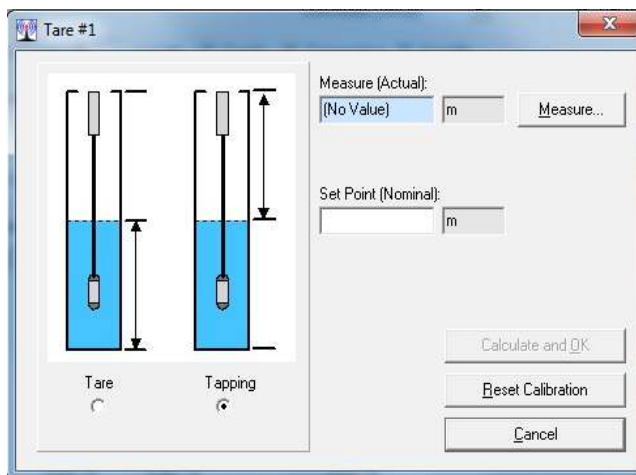 Tare #1
Measure (Actual):
(No Value) m Measure...
Set Point (Nominal):
m
Tare Tapping
Calculate and OK
Reset Calibration
Cancel